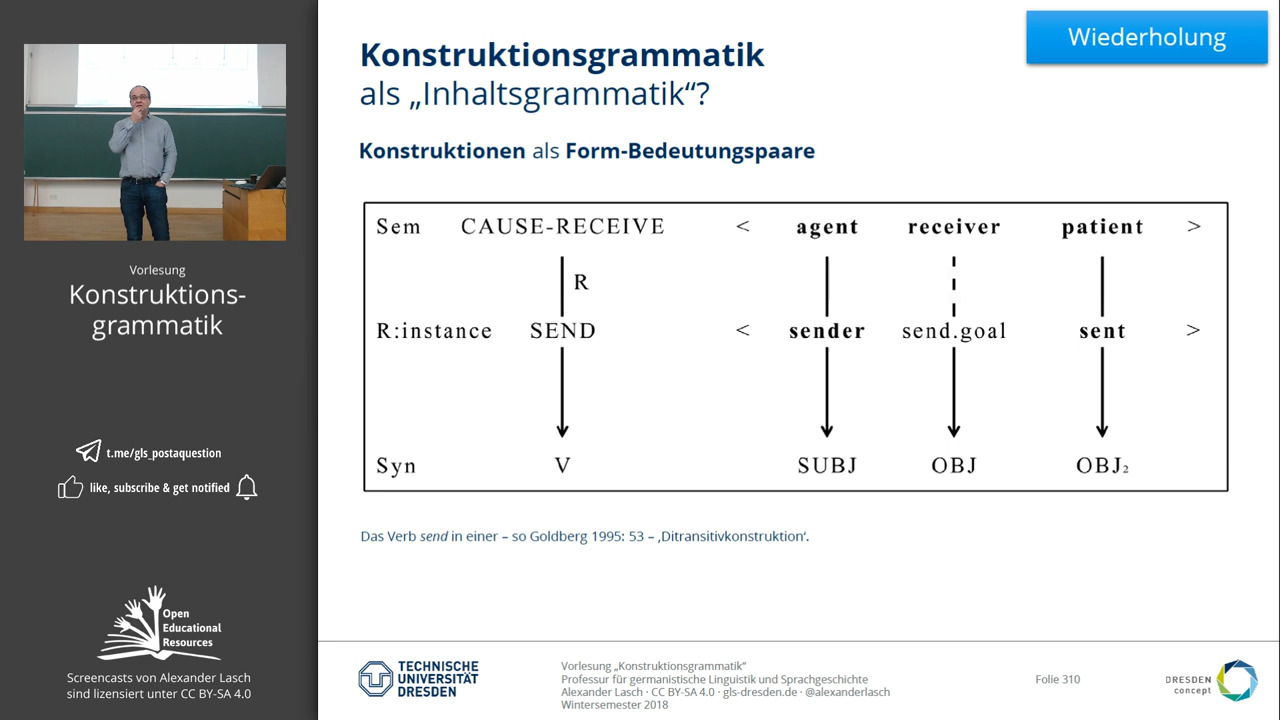 Wiederholung
Konstruktionsgrammatik
als „Inhaltsgrammatik“?
Konstruktionen als Form-Bedeutungspaare
Sem CAUSE-RECEIVE < agent receiver patient >
R
R:instance SEND < sender send.goal sent >
Syn V SUBJ OBJ OBJ₂
Das Verb send in einer – so Goldberg 1995: 53 – ‚Ditransitivkonstruktion‘.
Vorlesung
Konstruktions-
grammatik
t.me/gls_postaquestion
like, subscribe & get notified
Open
Educational
Resources
Screencasts von Alexander Lasch
sind lizensiert unter CC BY-SA 4.0
TECHNISCHE
UNIVERSITÄT
DRESDEN
Vorlesung „Konstruktionsgrammatik“
Professur für germanistische Linguistik und Sprachgeschichte
Alexander Lasch · CC BY-SA 4.0 · gls-dresden.de · @alexanderlasch
Wintersemester 2018
Folie 310
DRESDEN
concept